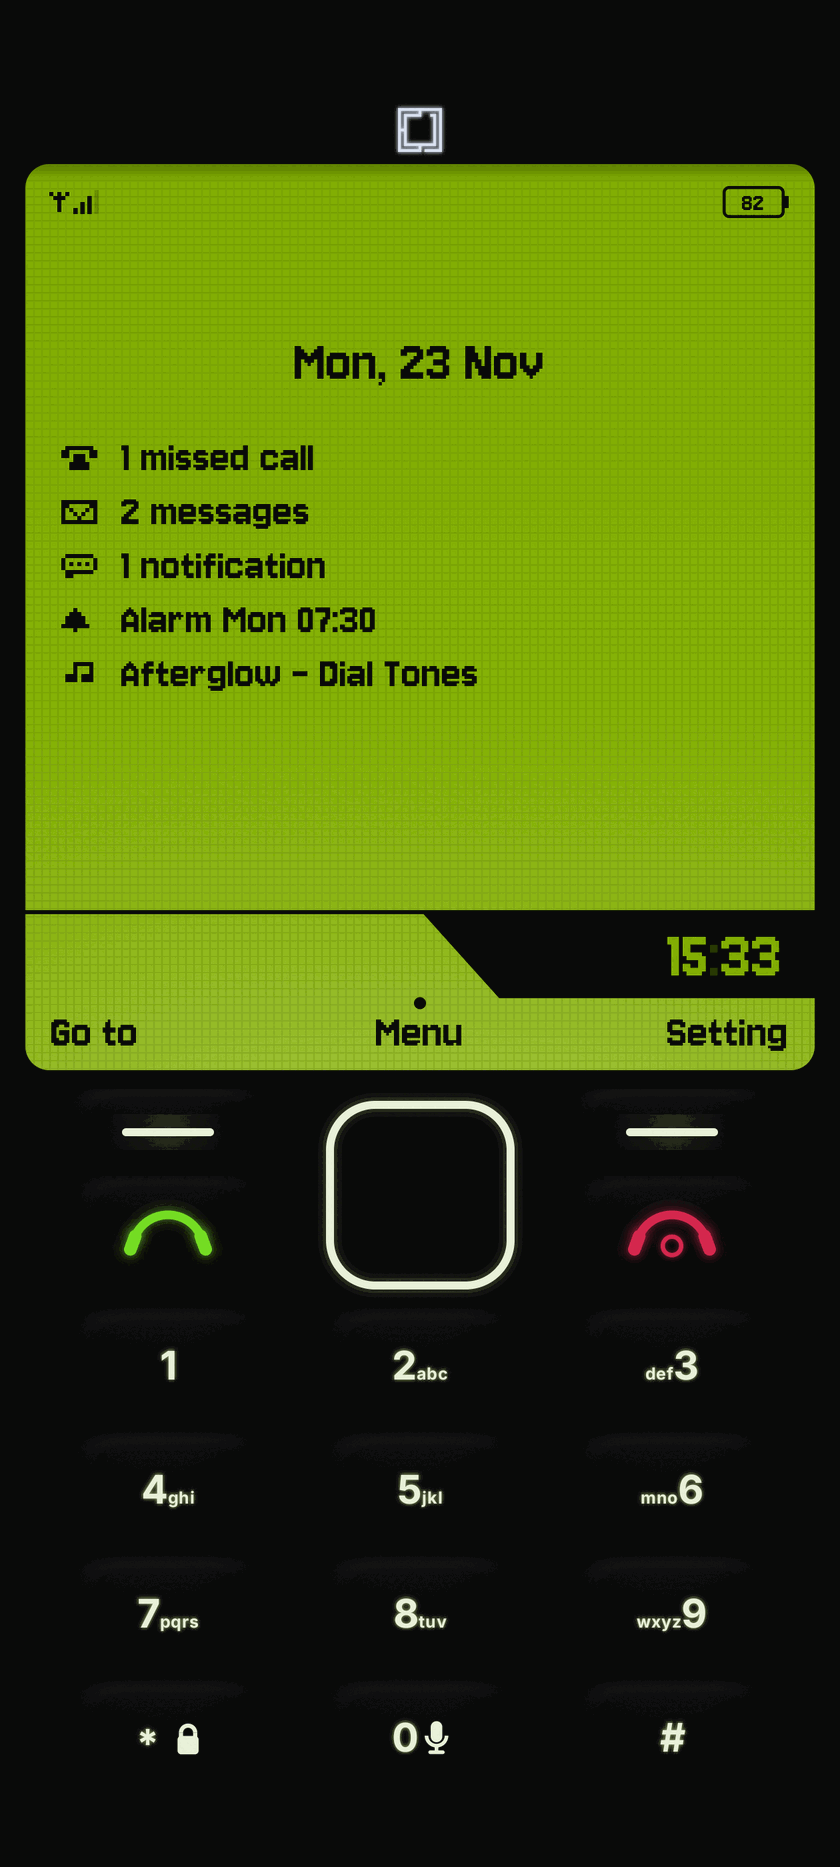 82
Mon, 23 Nov
1 missed call
2 messages
1 notification
Alarm Mon 07:30
Afterglow - Dial Tones
15:33
Go to Menu Setting
1 2abc def3
4ghi 5jkl mno6
7pqrs 8tuv wxyz9
* 0 #